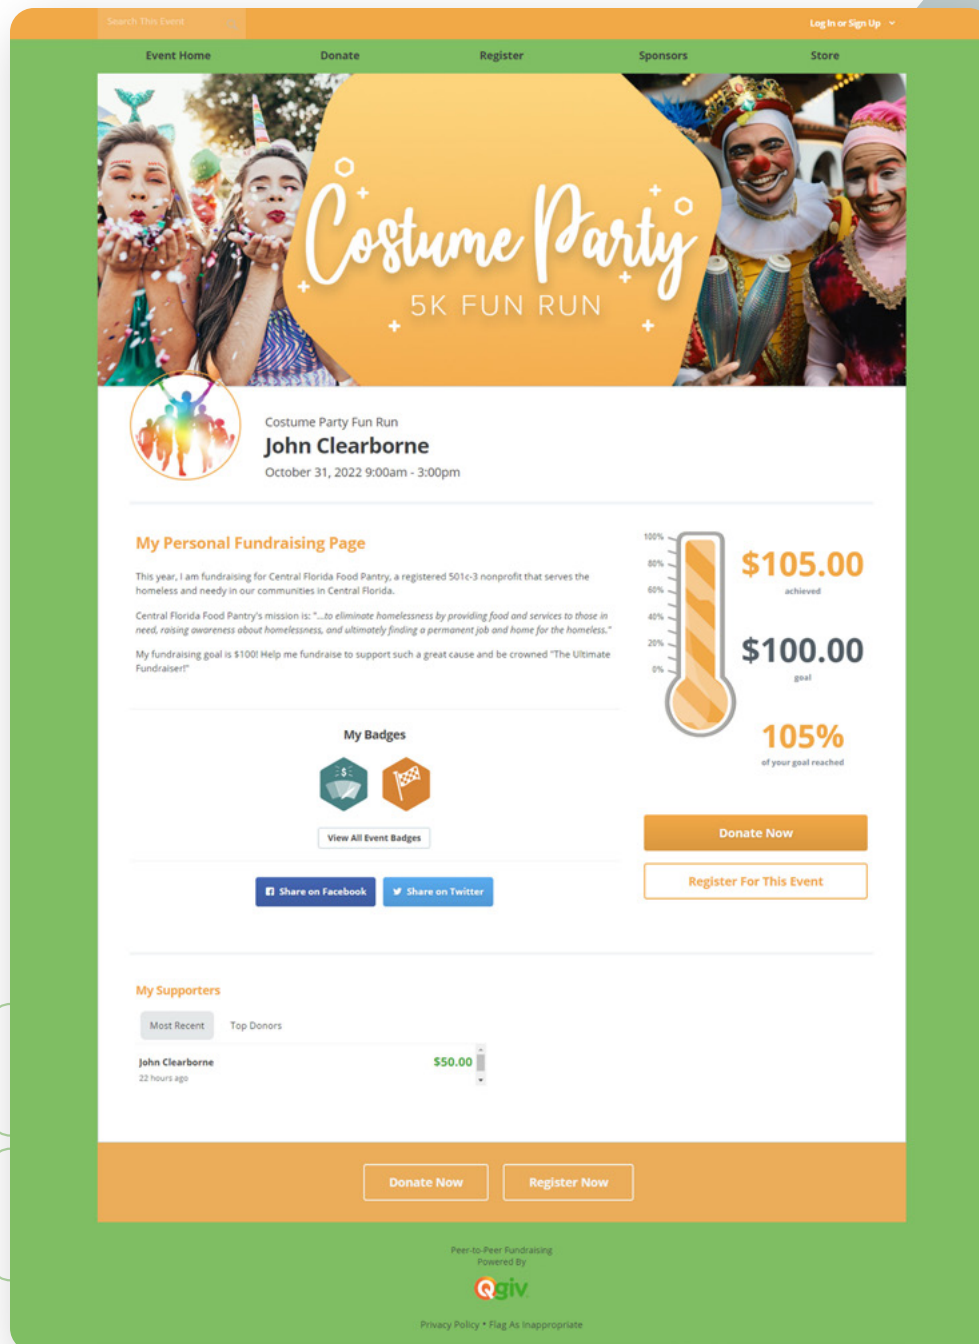 Search This Event
Log In or Sign Up
Event Home Donate Register Sponsors Store
Costume Party
5K FUN RUN
Costume Party Fun Run
John Clearborne
October 31, 2022 9:00am - 3:00pm
My Personal Fundraising Page
This year, I am fundraising for Central Florida Food Pantry, a registered 501c-3 nonprofit that serves the
homeless and needy in our communities in Central Florida.
Central Florida Food Pantry's mission is: "...to eliminate homelessness by providing food and services to those in
need, raising awareness about homelessness, and ultimately finding a permanent job and home for the homeless."
My fundraising goal is $100! Help me fundraise to support such a great cause and be crowned "The Ultimate
Fundraiser!"
My Badges
$
View All Event Badges
Share on Facebook Share on Twitter
100%
80%
60%
40%
20%
0%
$105.00
achieved
$100.00
goal
105%
of your goal reached
Donate Now
Register For This Event
My Supporters
Most Recent Top Donors
John Clearborne $50.00
22 hours ago
Donate Now Register Now
Peer-to-Peer Fundraising
Powered By
Qgiv
Privacy Policy • Flag As Inappropriate